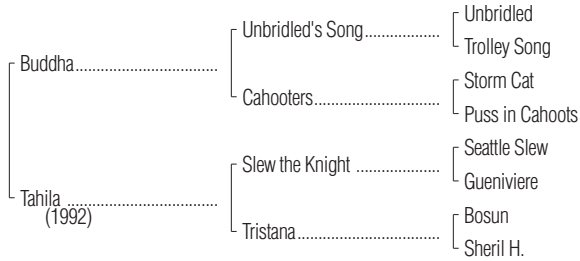 Unbridled
Unbridled's Song
Trolley Song
Buddha
Storm Cat
Cahooters
Puss in Cahoots
Seattle Slew
Slew the Knight
Gueniviere
Tahila
(1992)
Bosun
Tristana
Sheril H.